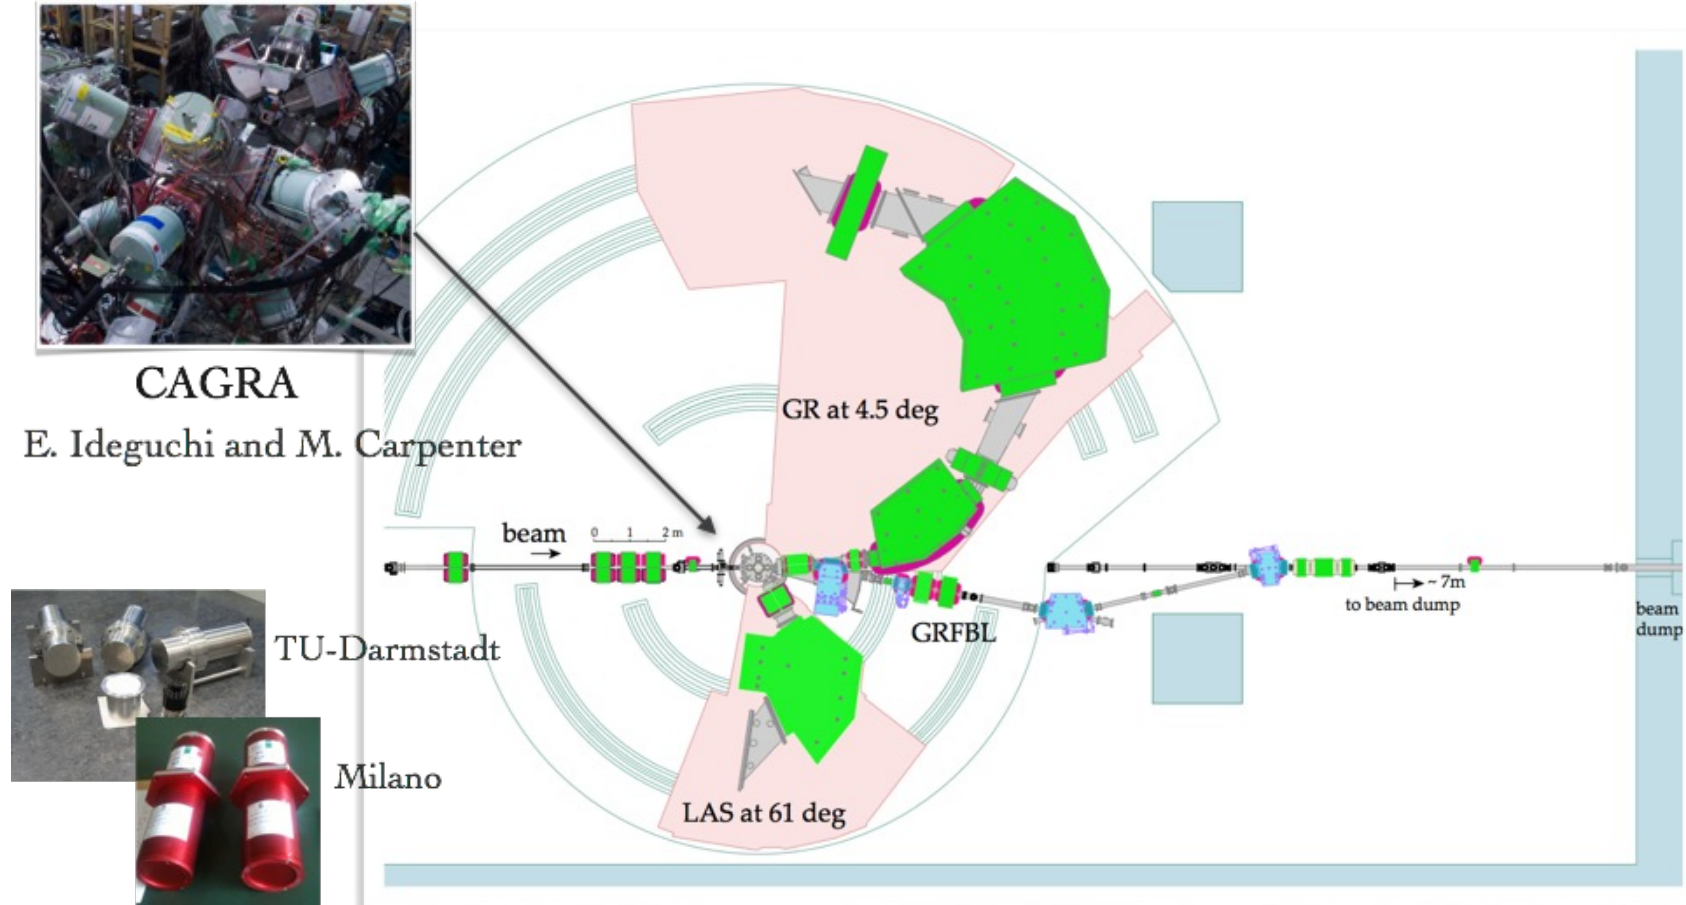 CAGRA
E. Ideguchi and M. Carpenter
GR at 4.5 deg
beam
0 1 2 m
~ 7m
to beam dump
beam
dump
GRFBL
TU-Darmstadt
Milano
LAS at 61 deg